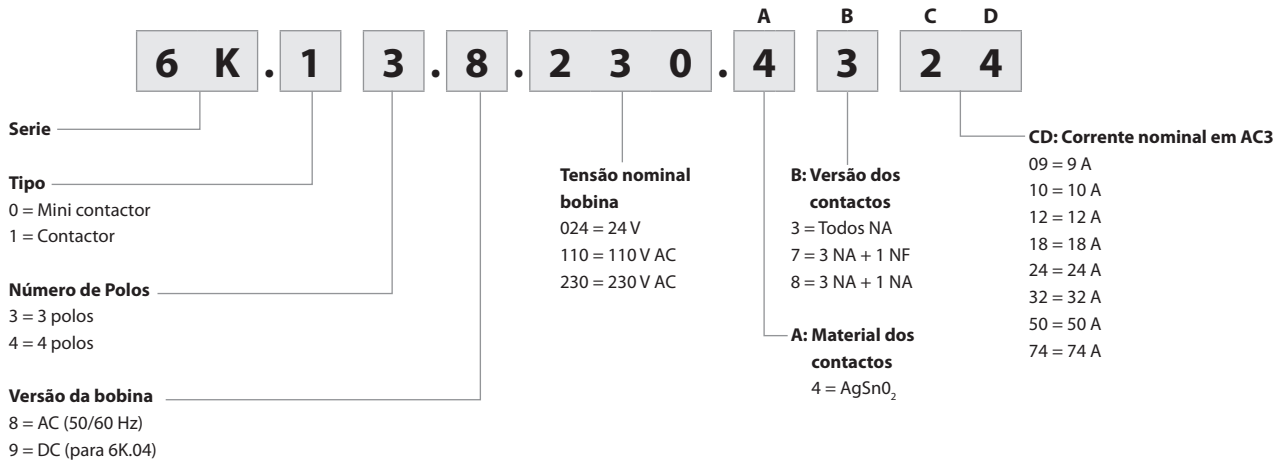 A B C D
6 K . 1 3 . 8 . 2 3 0 . 4 3 2 4
Serie
Tipo
0 = Mini contactor
1 = Contactor
Número de Polos
3 = 3 polos
4 = 4 polos
Versão da bobina
8 = AC (50/60 Hz)
9 = DC (para 6K.04)
Tensão nominal
bobina
024 = 24 V
110 = 110 V AC
230 = 230 V AC
B: Versão dos
contactos
3 = Todos NA
7 = 3 NA + 1 NF
8 = 3 NA + 1 NA
A: Material dos
contactos
4 = AgSn0₂
CD: Corrente nominal em AC3
09 = 9 A
10 = 10 A
12 = 12 A
18 = 18 A
24 = 24 A
32 = 32 A
50 = 50 A
74 = 74 A